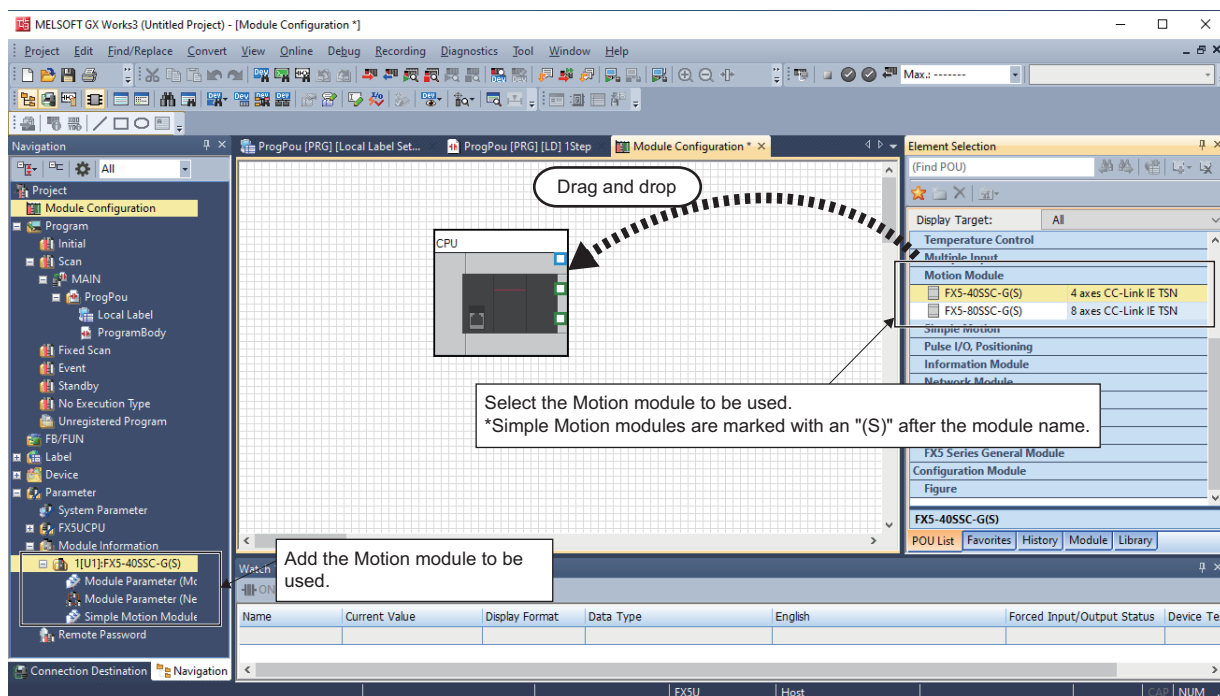 MELSOFT GX Works3 (Untitled Project) - [Module Configuration *]
Project Edit Find/Replace Convert View Online Debug Recording Diagnostics Tool Window Help
Max.: -------
Navigation
ProgPou [PRG] [Local Label Set...
ProgPou [PRG] [LD] 1Step
Module Configuration *
Element Selection
All
(Find POU)
Project
Module Configuration
Program
Initial
Scan
MAIN
ProgPou
Local Label
ProgramBody
Fixed Scan
Event
Standby
No Execution Type
Unregistered Program
FB/FUN
Label
Device
Parameter
System Parameter
FX5UCPU
Module Information
1[U1]:FX5-40SSC-G(S)
Module Parameter (Mc
Module Parameter (Ne
Simple Motion Module
Remote Password
Connection Destination Navigation
Drag and drop
CPU
Select the Motion module to be used.
*Simple Motion modules are marked with an "(S)" after the module name.
Add the Motion module to be
used.
Display Target: All
Temperature Control
Multiple Input
Motion Module
FX5-40SSC-G(S) 4 axes CC-Link IE TSN
FX5-80SSC-G(S) 8 axes CC-Link IE TSN
Simple Motion
Pulse I/O, Positioning
Information Module
Network Module
FX5 Series General Module
Configuration Module
Figure
FX5-40SSC-G(S)
POU List Favorites History Module Library
Watch
ON
Name Current Value Display Format Data Type English Forced Input/Output Status Device Te
FX5U Host CAP NUM